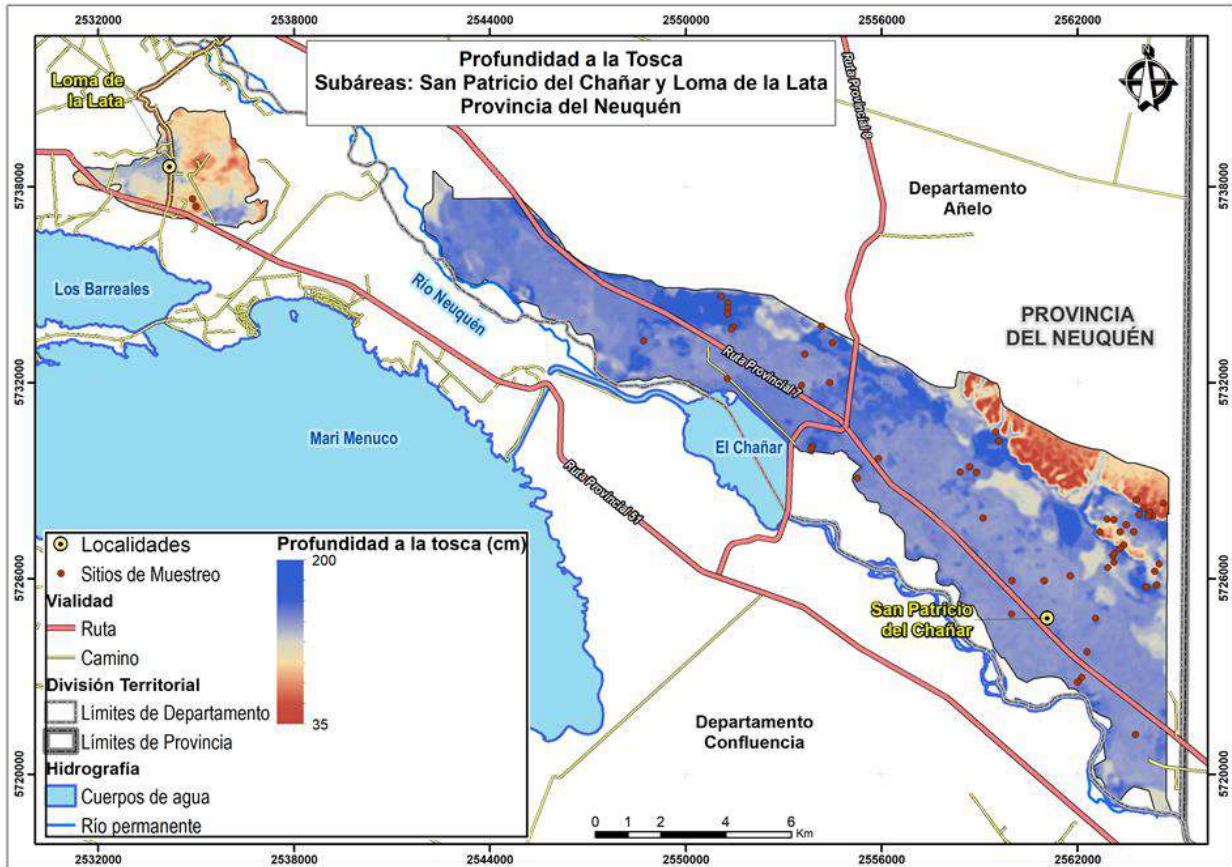 2532000
2538000
2544000
2550000
2556000
2562000
Profundidad a la Tosca
Subáreas: San Patricio del Chañar y Loma de la Lata
Provincia del Neuquén
N
Loma de
la Lata
Ruta Provincial 8
5738000
5738000
Departamento
Añelo
Los Barreales
Río Neuquén
PROVINCIA
DEL NEUQUÉN
5732000
5732000
Ruta Provincial 7
Mari Menuco
El Chañar
Ruta Provincial 51
Localidades
Sitios de Muestreo
Vialidad
Ruta
Camino
División Territorial
Límites de Departamento
Límites de Provincia
Hidrografía
Cuerpos de agua
Río permanente
Profundidad a la tosca (cm)
200
35
5726000
5726000
San Patricio
del Chañar
Departamento
Confluencia
5720000
5720000
0 1 2 4 6
Km
2532000
2538000
2544000
2550000
2556000
2562000